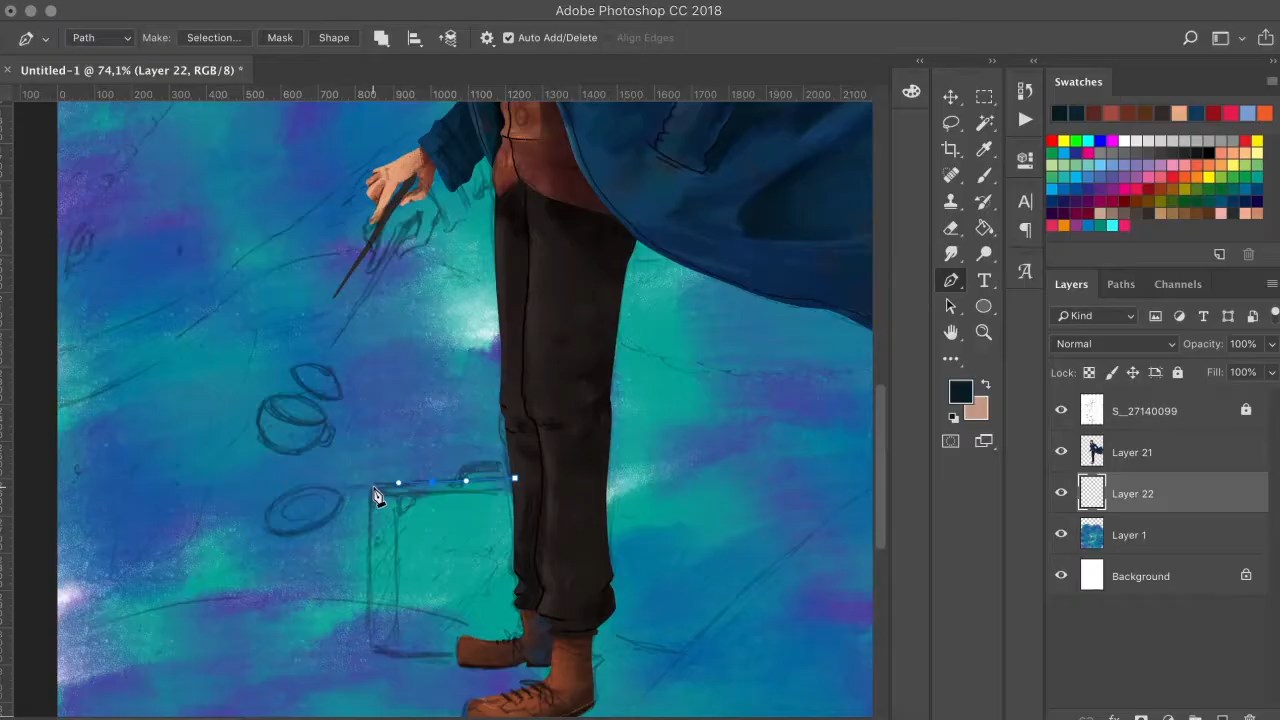 Adobe Photoshop CC 2018
Path Make: Selection... Mask Shape Auto Add/Delete Align Edges
Untitled-1 @ 74,1% (Layer 22, RGB/8) *
100 0 100 200 300 400 500 600 700 800 900 1000 1100 1200 1300 1400 1500 1600 1700 1800 1900 2000 2100
Swatches
Layers Paths Channels
Kind
Normal Opacity: 100%
Lock: Fill: 100%
S__27140099
Layer 21
Layer 22
Layer 1
Background